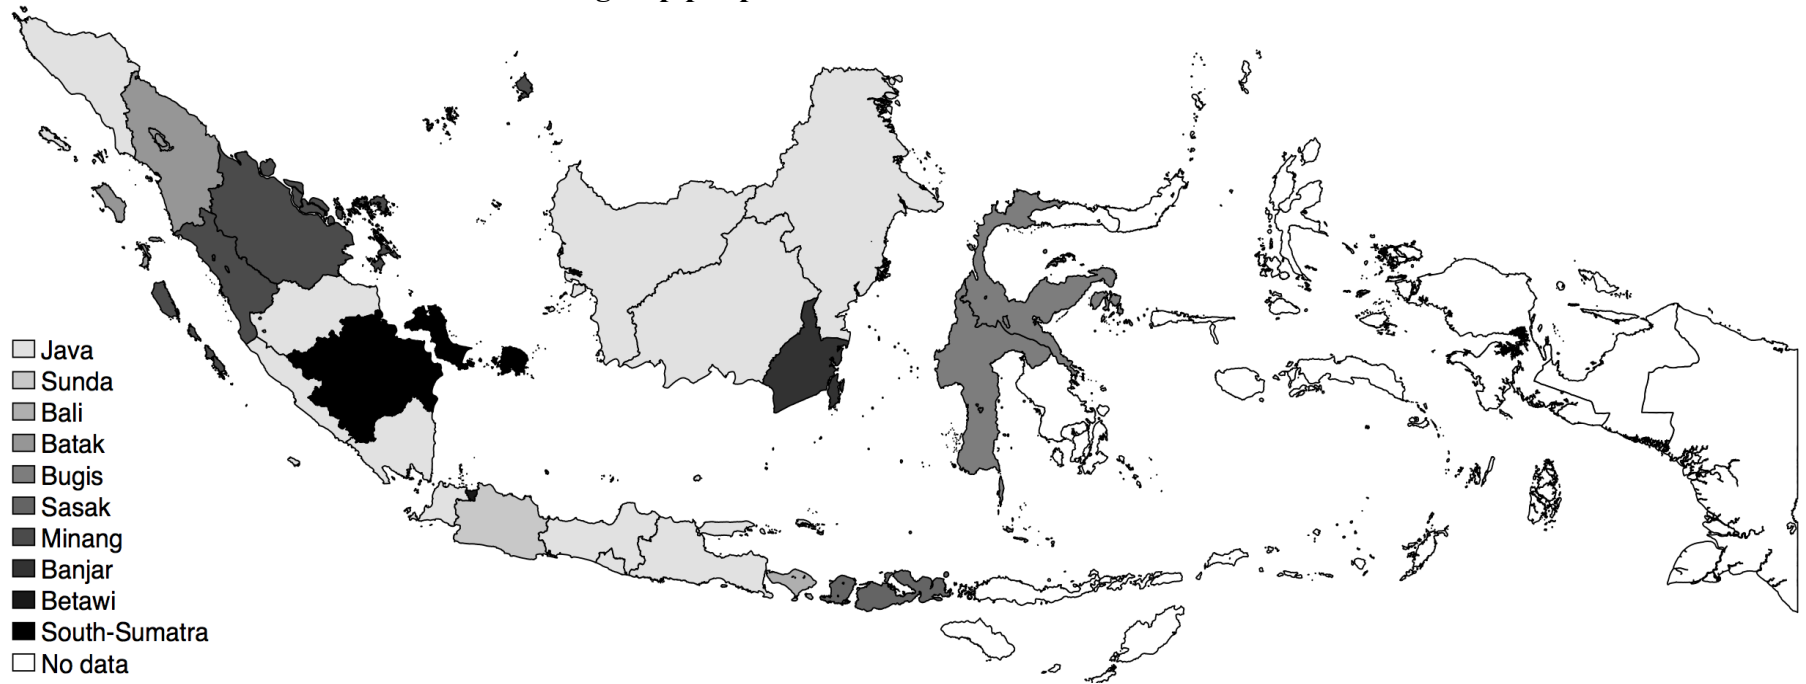 Java
Sunda
Bali
Batak
Bugis
Sasak
Minang
Banjar
Betawi
South-Sumatra
No data